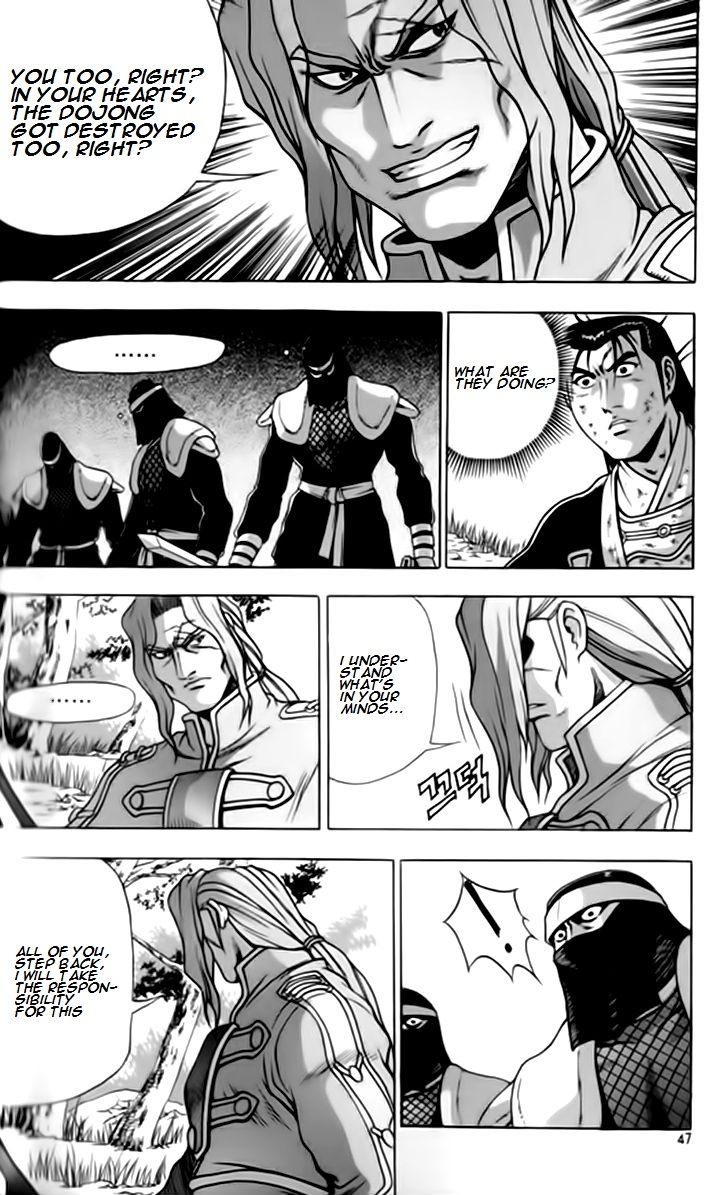 YOU TOO, RIGHT?
IN YOUR HEARTS,
THE DOJONG
GOT DESTROYED
TOO, RIGHT?
......
WHAT ARE
THEY DOING?
......
I UNDER-
STAND
WHAT'S
IN YOUR
MINDS...
끄덕
ALL OF YOU,
STEP BACK,
I WILL TAKE
THE RESPON-
SIBILITY
FOR THIS
!
47